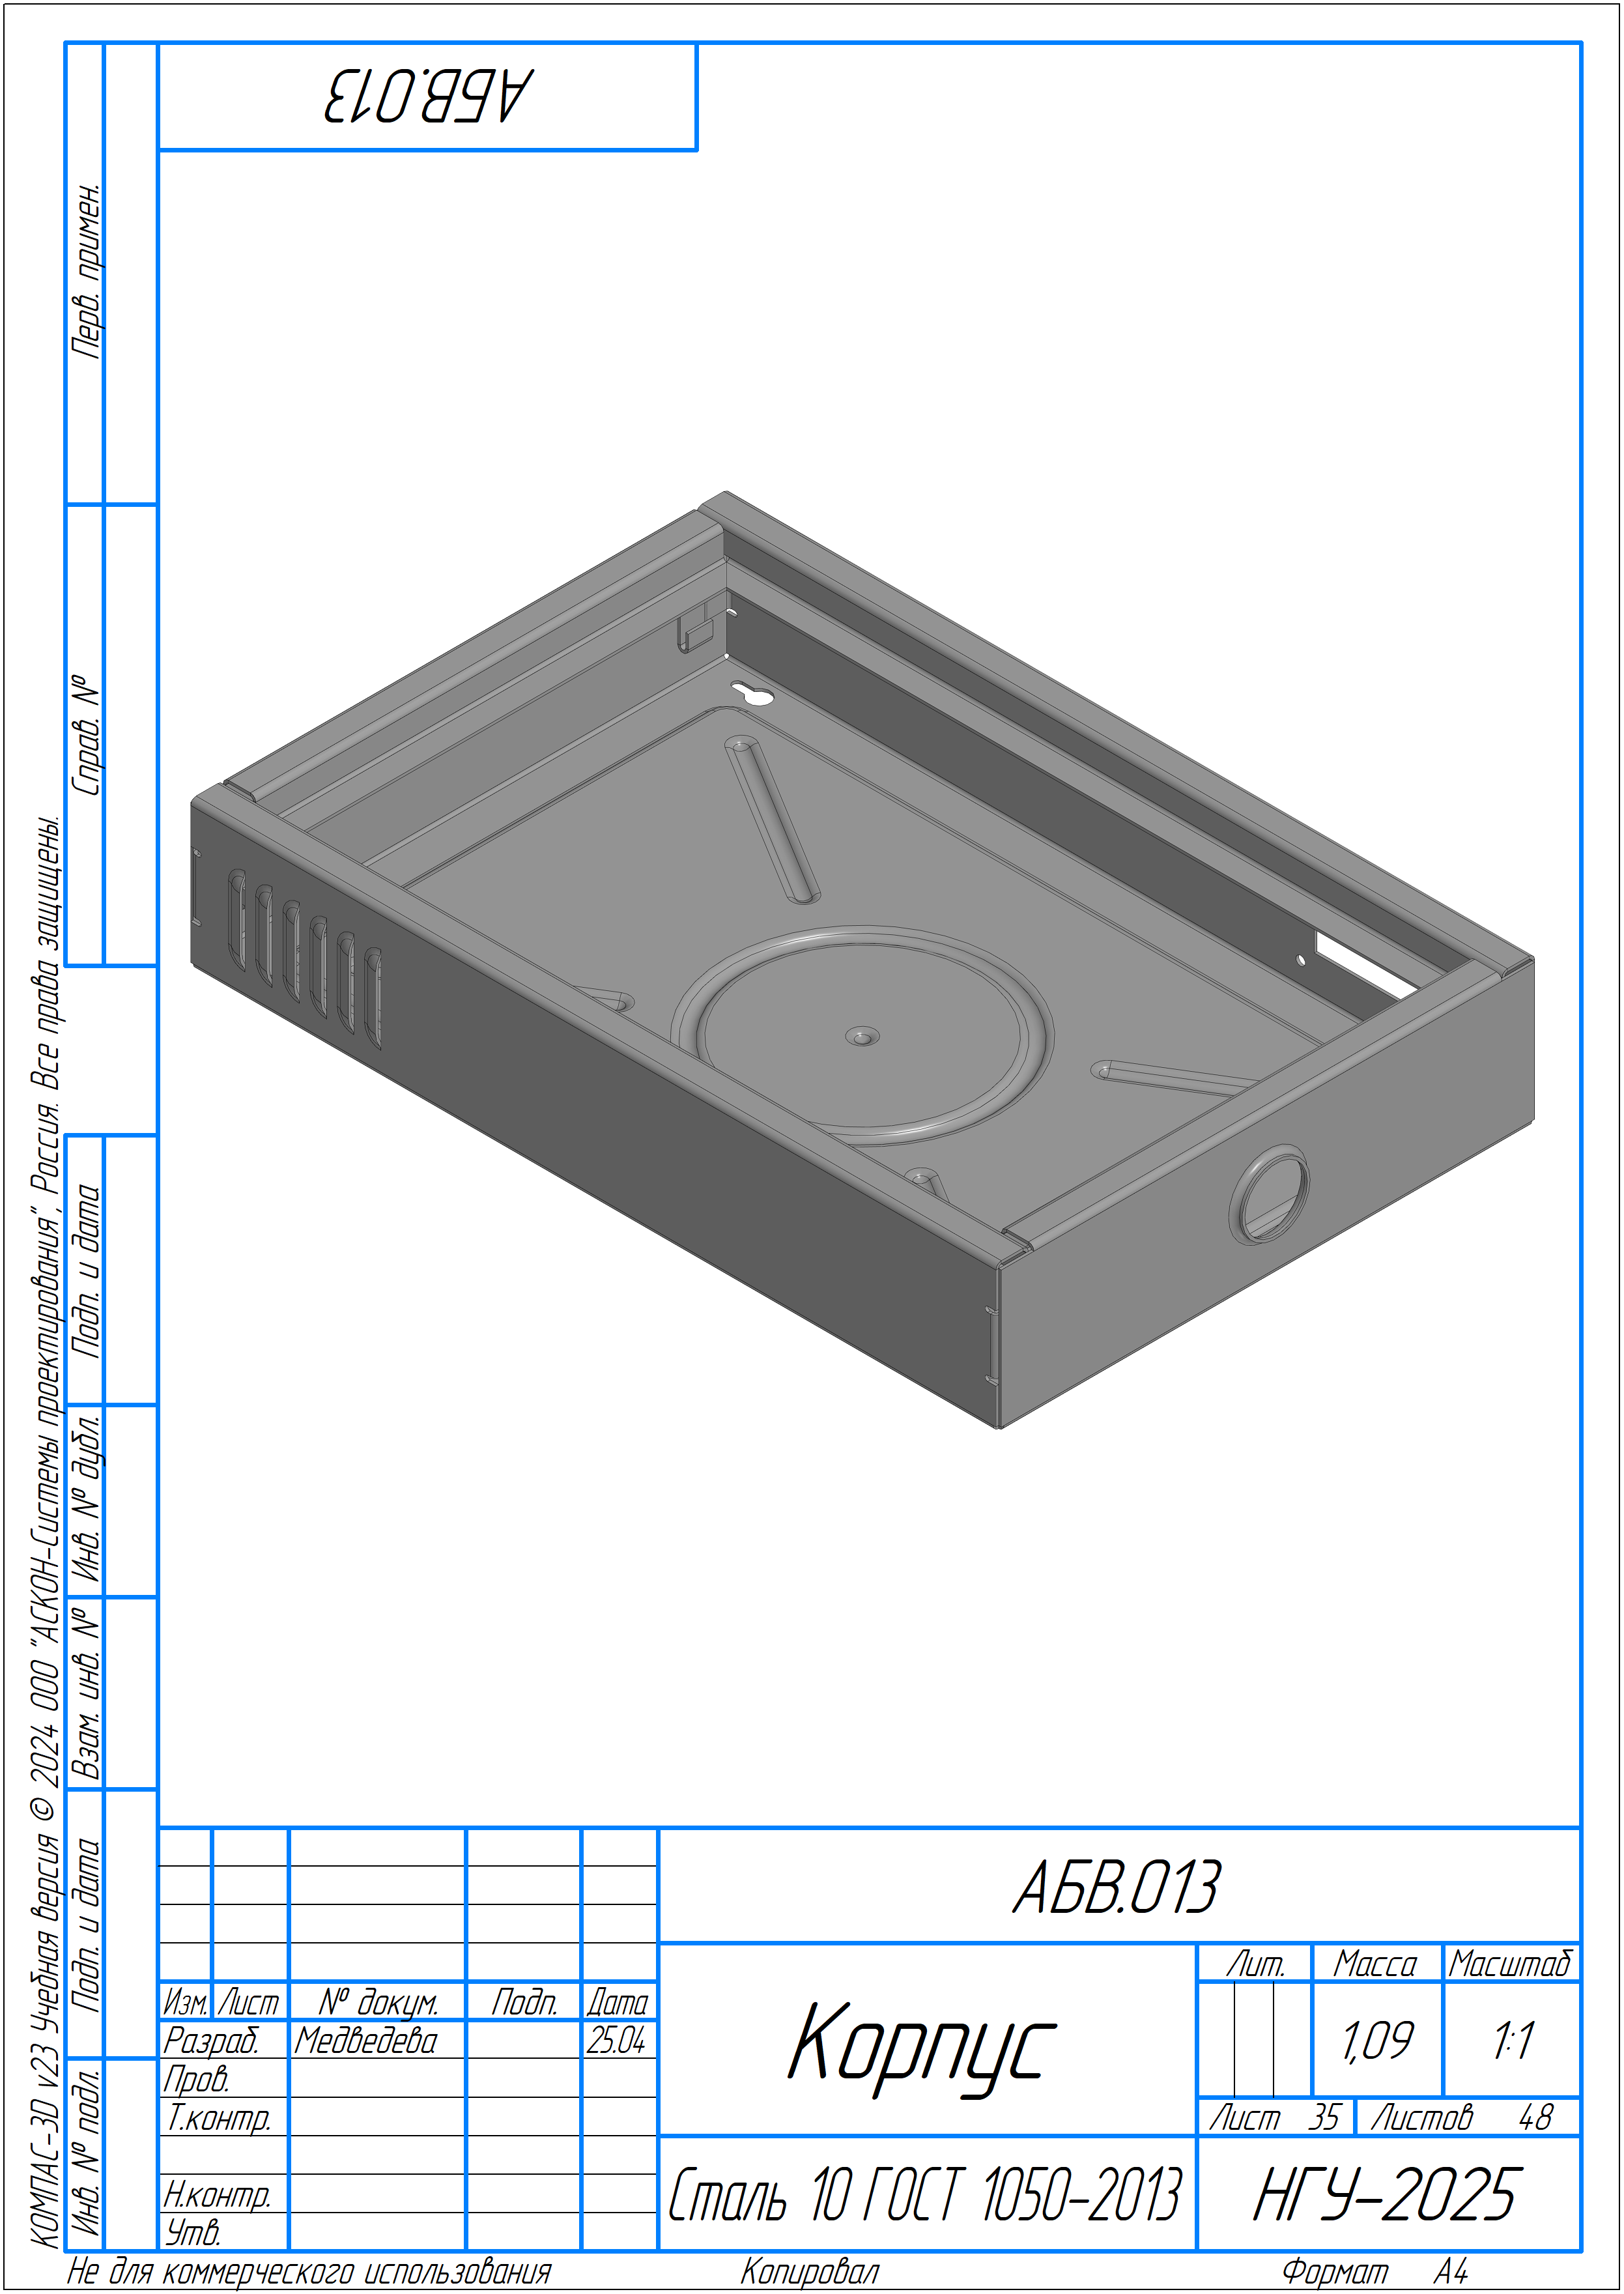 АБВ.013
Перв. примен.
Справ. №
Подп. и дата
Инв. № дубл.
Взам. инв. №
Подп. и дата
Инв. № подл.
КОМПАС-3D v23 Учебная версия © 2024 ООО "АСКОН-Системы проектирования", Россия. Все права защищены.
АБВ.013
Изм. Лист № докум. Подп. Дата
Разраб. Медведева 25.04
Пров.
Т.контр.
Н.контр.
Утв.
Корпус
Лит. Масса Масштаб
1,09 1:1
Лист 35 Листов 48
Сталь 10 ГОСТ 1050-2013
НГУ-2025
Не для коммерческого использования Копировал Формат А4